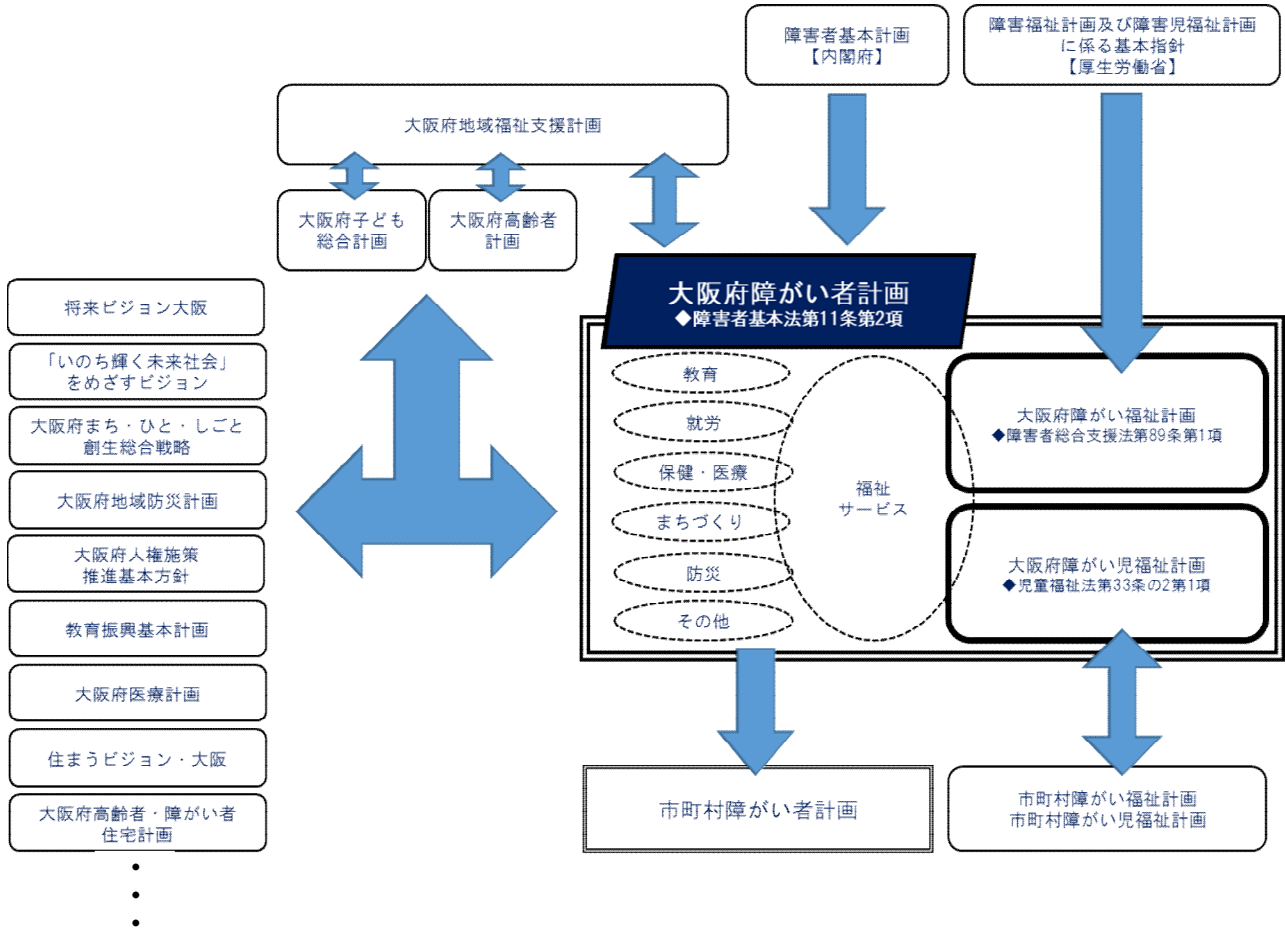 障害者基本計画
【内閣府】
障害福祉計画及び障害児福祉計画
に係る基本指針
【厚生労働省】
大阪府地域福祉支援計画
大阪府子ども
総合計画
大阪府高齢者
計画
将来ビジョン大阪
「いのち輝く未来社会」
をめざすビジョン
大阪府まち・ひと・しごと
創生総合戦略
大阪府地域防災計画
大阪府人権施策
推進基本方針
教育振興基本計画
大阪府医療計画
住まうビジョン・大阪
大阪府高齢者・障がい者
住宅計画
・
・
・
大阪府障がい者計画
◆障害者基本法第11条第2項
教育
就労
保健・医療
まちづくり
防災
その他
福祉
サービス
大阪府障がい福祉計画
◆障害者総合支援法第89条第1項
大阪府障がい児福祉計画
◆児童福祉法第33条の2第1項
市町村障がい者計画
市町村障がい福祉計画
市町村障がい児福祉計画